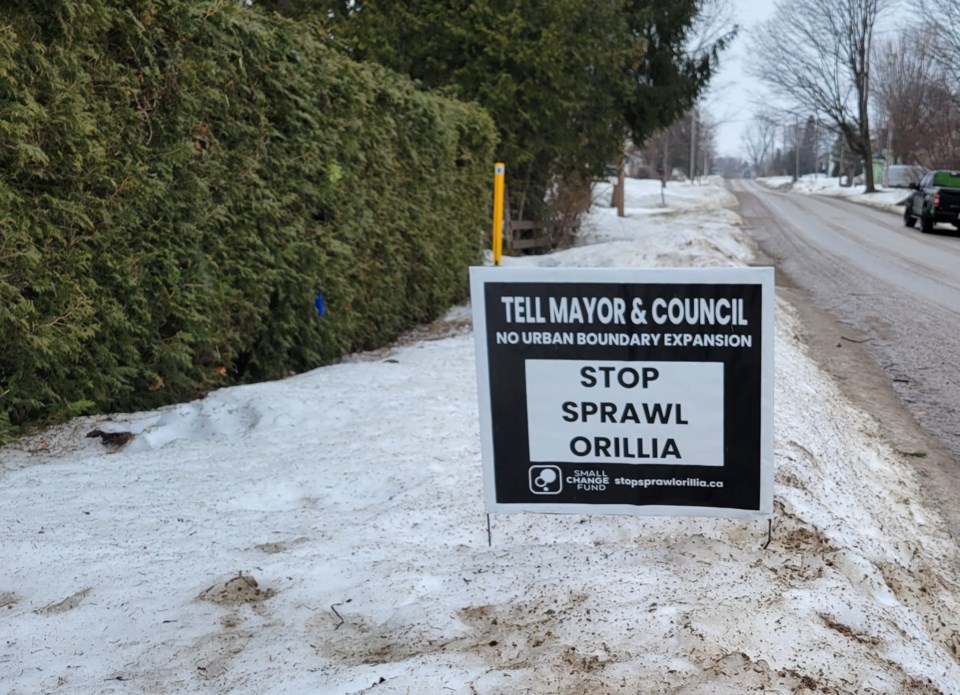 TELL MAYOR & COUNCIL
NO URBAN BOUNDARY EXPANSION
STOP
SPRAWL
ORILLIA
SMALL
CHANGE
FUND
stopsprawlorillia.ca